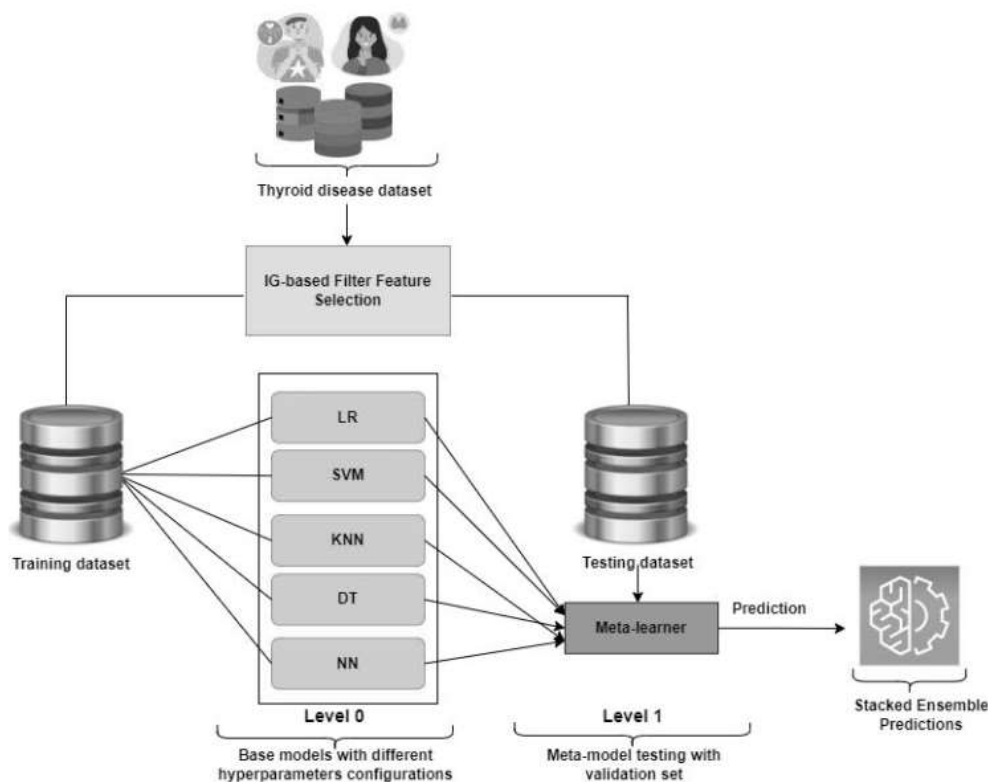 Thyroid disease dataset
IG-based Filter Feature
Selection
LR
SVM
KNN
DT
NN
Training dataset
Testing dataset
Meta-learner
Prediction
Stacked Ensemble
Predictions
Level 0
Base models with different
hyperparameters configurations
Level 1
Meta-model testing with
validation set